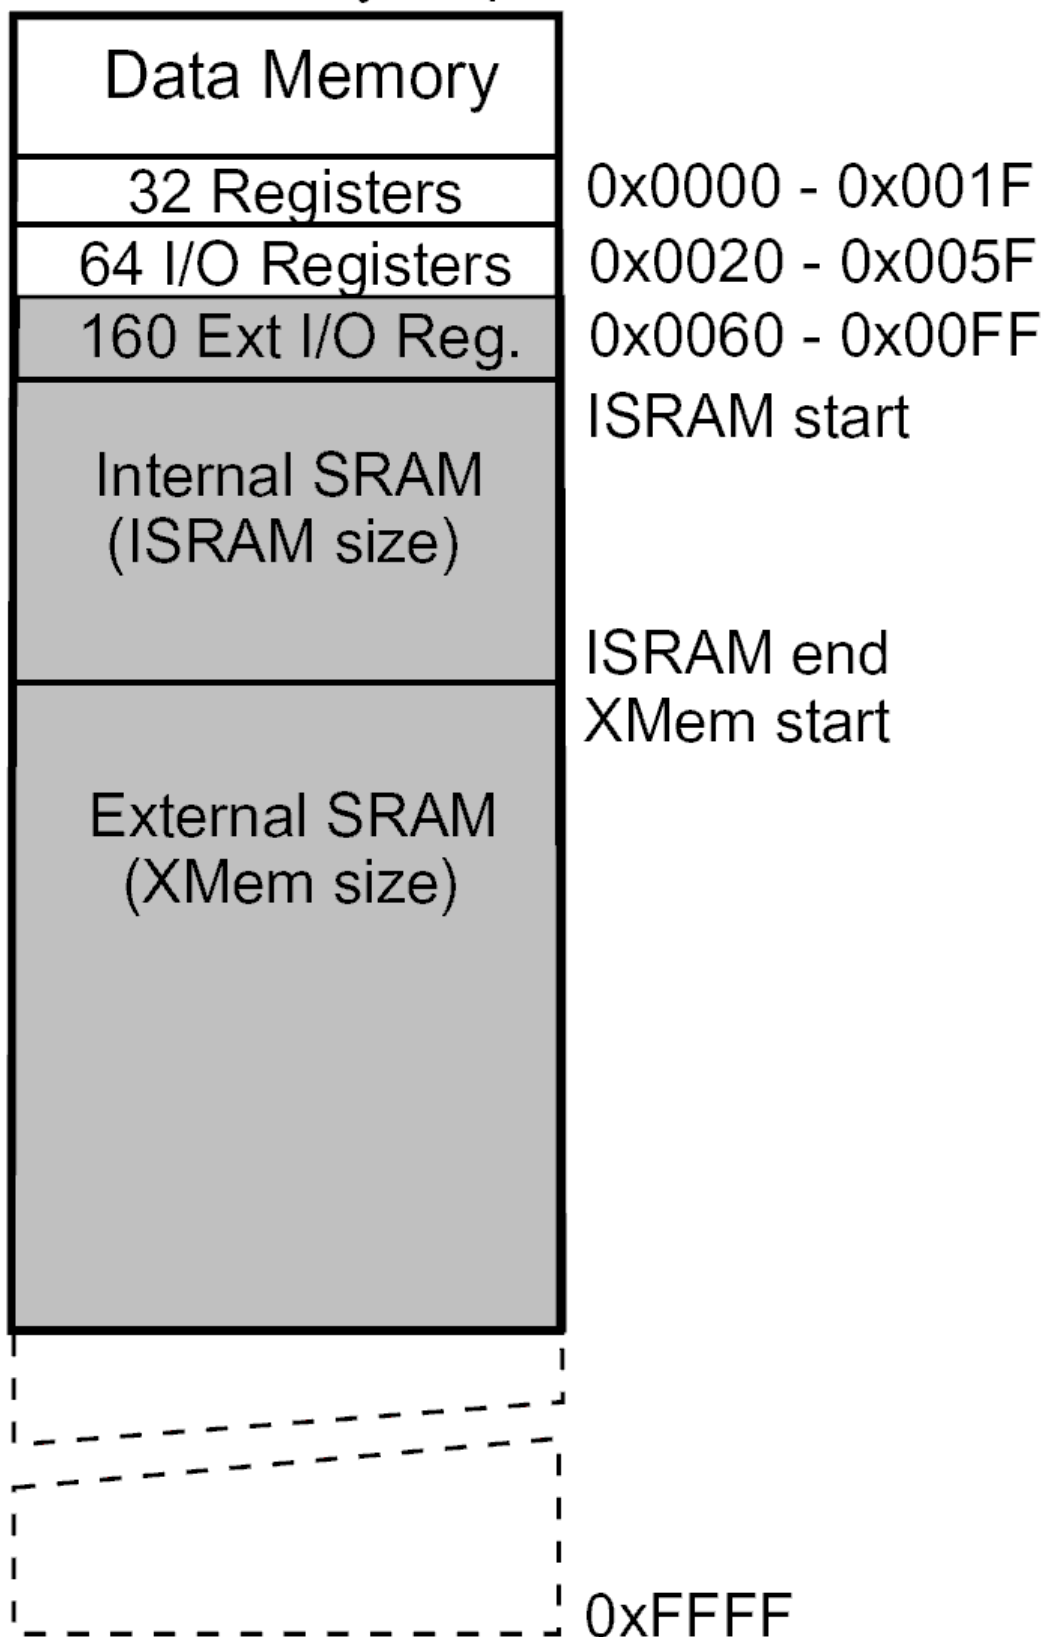 Data Memory
32 Registers 0x0000 - 0x001F
64 I/O Registers 0x0020 - 0x005F
160 Ext I/O Reg. 0x0060 - 0x00FF
ISRAM start
Internal SRAM
(ISRAM size)
ISRAM end
XMem start
External SRAM
(XMem size)
0xFFFF